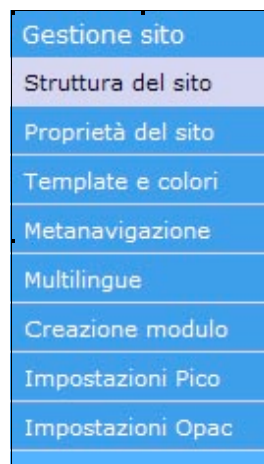 Gestione sito
Struttura del sito
Proprietà del sito
Template e colori
Metanavigazione
Multilingue
Creazione modulo
Impostazioni Pico
Impostazioni Opac